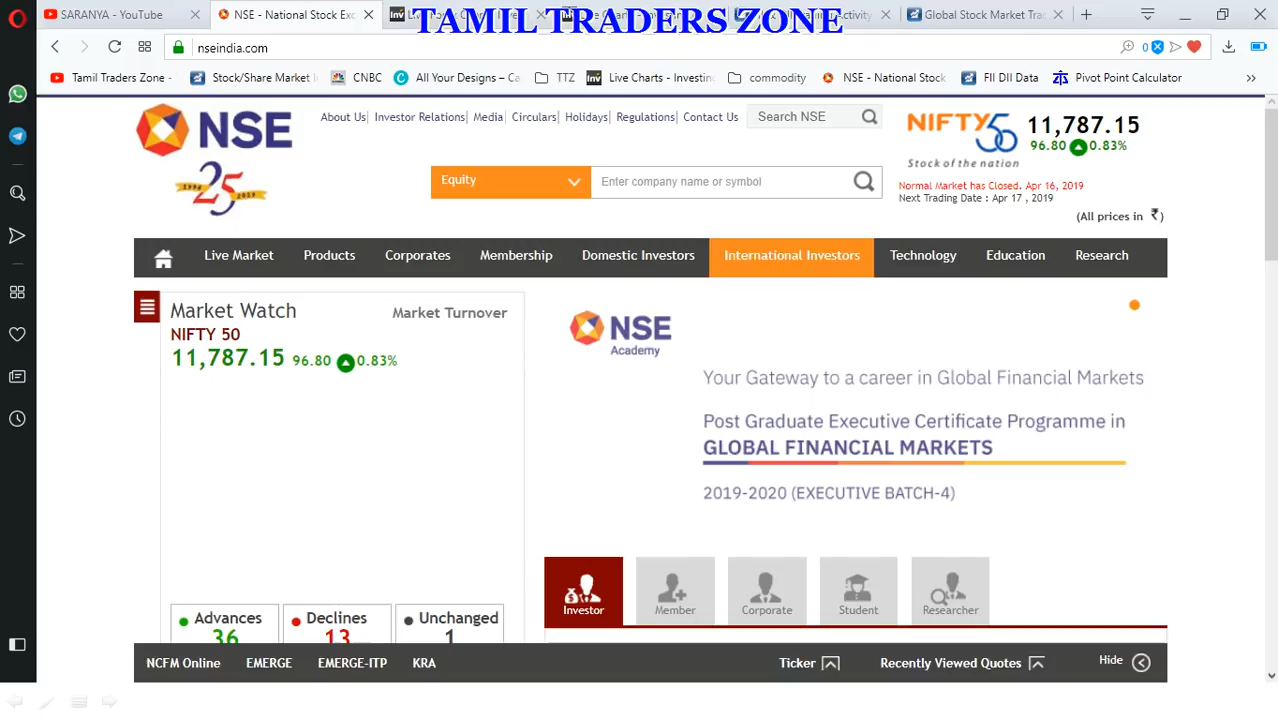 SARANYA - YouTube
NSE - National Stock Exc
TAMIL TRADERS ZONE
Global Stock Market Tra
nseindia.com
0
Tamil Traders Zone -
Stock/Share Market I
CNBC
All Your Designs – Ca
TTZ
Live Charts - Investin
commodity
NSE - National Stock
FII DII Data
Pivot Point Calculator
NSE
1994 25 2019
About Us| Investor Relations| Media| Circulars| Holidays| Regulations| Contact Us
Search NSE
Equity
Enter company name or symbol
NIFTY 50
Stock of the nation
11,787.15
96.80 0.83%
Normal Market has Closed. Apr 16, 2019
Next Trading Date : Apr 17 , 2019
(All prices in ₹)
Live Market
Products
Corporates
Membership
Domestic Investors
International Investors
Technology
Education
Research
Market Watch
Market Turnover
NIFTY 50
11,787.15 96.80 0.83%
NSE
Academy
Your Gateway to a career in Global Financial Markets
Post Graduate Executive Certificate Programme in
GLOBAL FINANCIAL MARKETS
2019-2020 (EXECUTIVE BATCH-4)
Investor
Member
Corporate
Student
Researcher
Advances
36
Declines
13
Unchanged
1
NCFM Online
EMERGE
EMERGE-ITP
KRA
Ticker
Recently Viewed Quotes
Hide